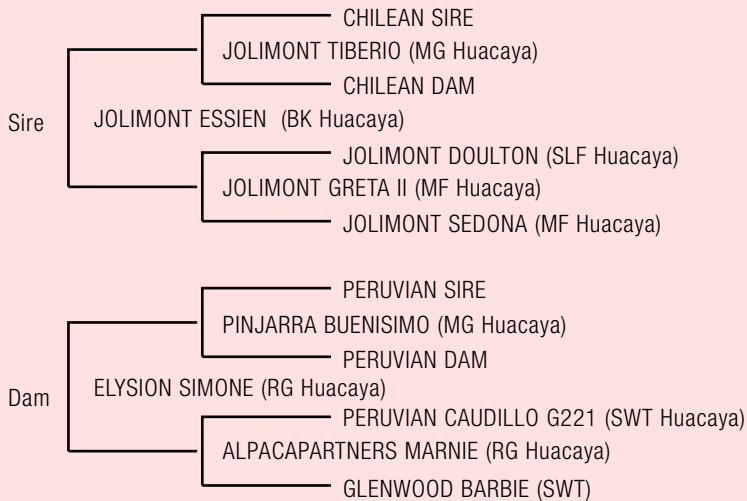 CHILEAN SIRE
JOLIMONT TIBERIO (MG Huacaya)
CHILEAN DAM
Sire
JOLIMONT ESSIEN (BK Huacaya)
JOLIMONT DOULTON (SLF Huacaya)
JOLIMONT GRETA II (MF Huacaya)
JOLIMONT SEDONA (MF Huacaya)
PERUVIAN SIRE
PINJARRA BUENISIMO (MG Huacaya)
PERUVIAN DAM
Dam
ELYSION SIMONE (RG Huacaya)
PERUVIAN CAUDILLO G221 (SWT Huacaya)
ALPACAPARTNERS MARNIE (RG Huacaya)
GLENWOOD BARBIE (SWT)